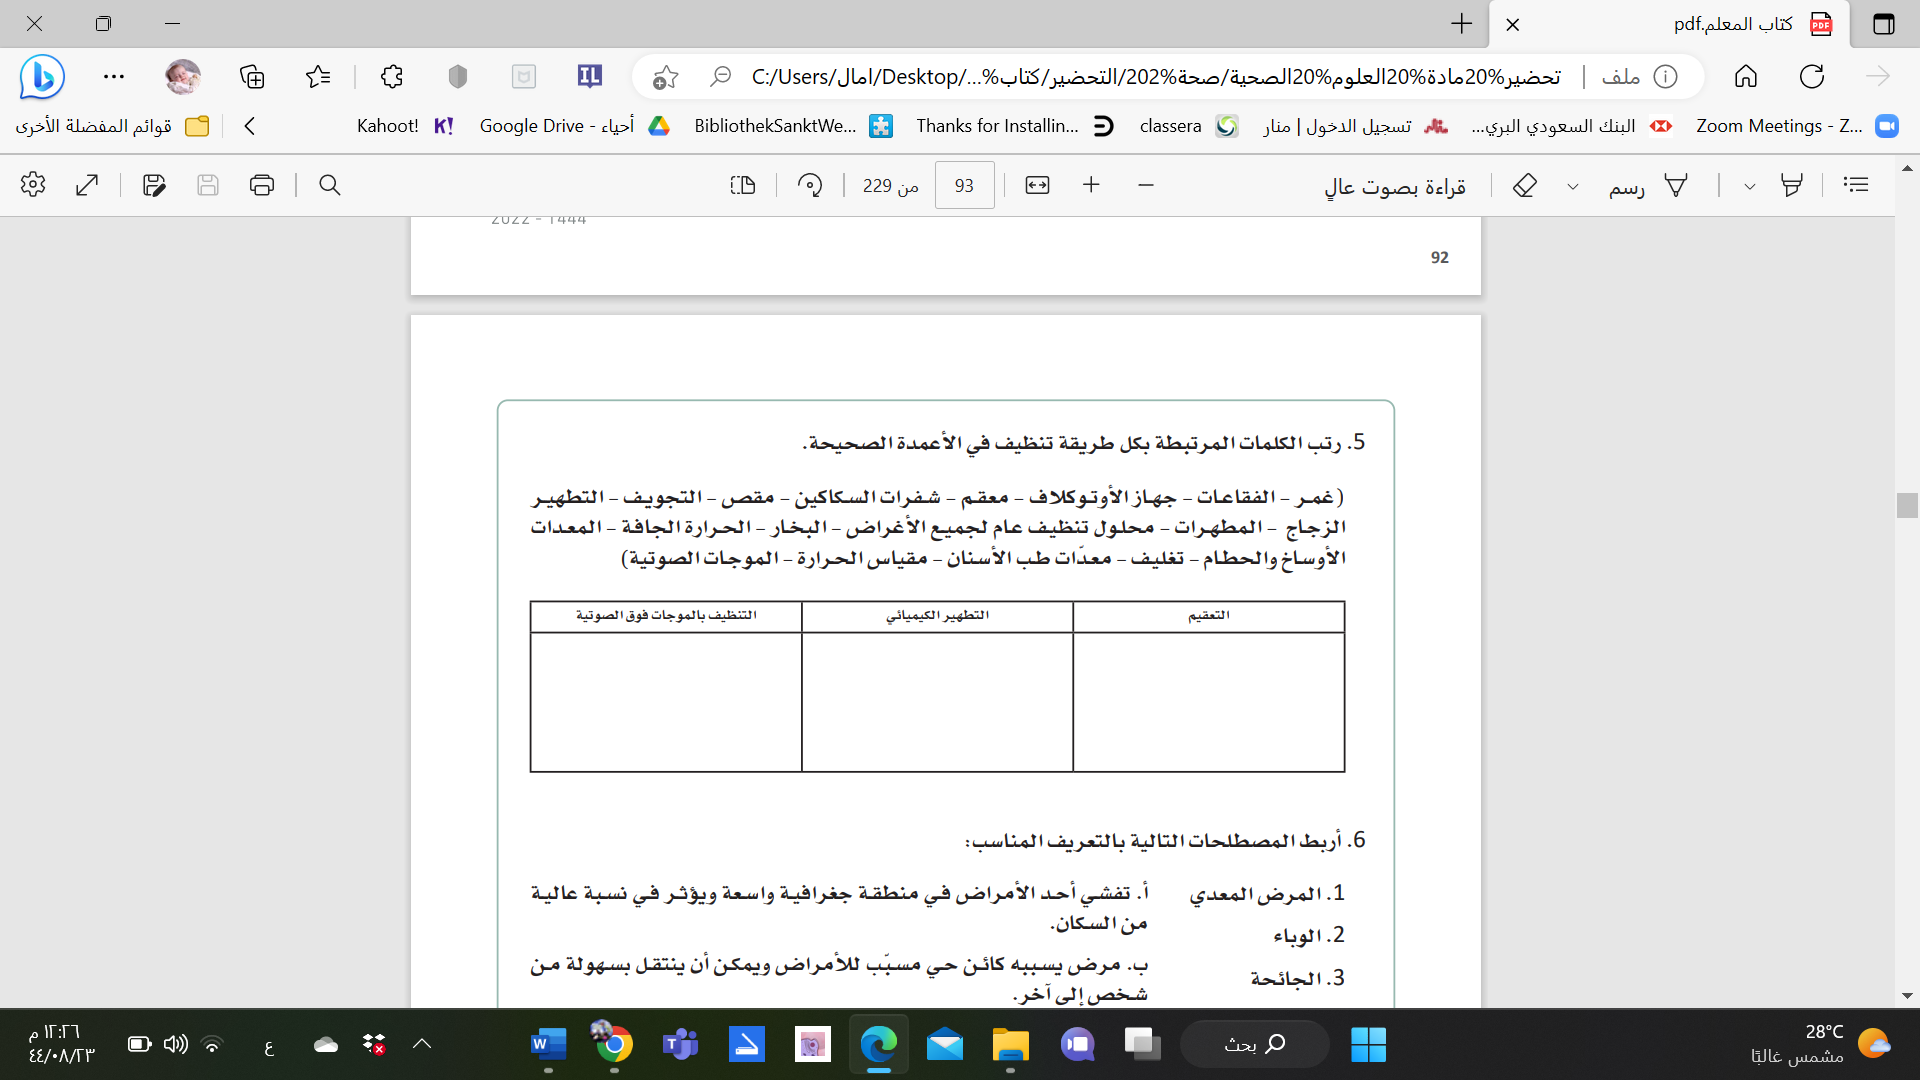 كتاب المعلم.pdf
C:/Users/امال/Desktop/...%تحضير%20مادة%20العلوم%20الصحية/صحة%202/التحضير/كتاب
ملف
Zoom Meetings - Z...
البنك السعودي البري...
تسجيل الدخول | منار
classera
Thanks for Installin...
BibliothekSanktWe...
أحياء - Google Drive
Kahoot!
قوائم المفضلة الأخرى
رسم
قراءة بصوت عالٍ
93
من 229
2022 - 1444
92
5. رتب الكلمات المرتبطة بكل طريقة تنظيف في الأعمدة الصحيحة.
(غمر – الفقاعات – جهاز الأوتوكلاف – معقم – شفرات السكاكين – مقص – التجويف – التطهير
الزجاج – المطهرات – محلول تنظيف عام لجميع الأغراض – البخار – الحرارة الجافة – المعدات
الأوساخ والحطام – تغليف – معدّات طب الأسنان – مقياس الحرارة – الموجات الصوتية)
التعقيم
التطهير الكيميائي
التنظيف بالموجات فوق الصوتية
6. أربط المصطلحات التالية بالتعريف المناسب:
1. المرض المعدي
2. الوباء
3. الجائحة
أ. تفشي أحد الأمراض في منطقة جغرافية واسعة ويؤثر في نسبة عالية
من السكان.
ب. مرض يسببه كائن حي مسبّب للأمراض ويمكن أن ينتقل بسهولة من
شخص إلى آخر.
28°C
مشمس غالبًا
بحث
ع
١٢:٢٦ م
٤٤/٠٨/٢٣